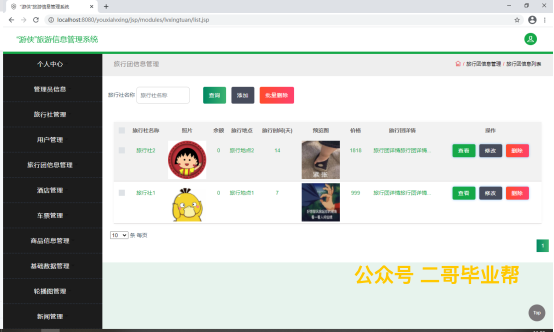 "游侠"旅游信息管理系统
localhost:8080/youxialvxing/jsp/modules/lvxingtuan/list.jsp
"游侠"旅游信息管理系统
个人中心
管理员信息
旅行社管理
用户管理
旅行团信息管理
酒店管理
车票管理
商品信息管理
基础数据管理
轮播图管理
新闻管理
旅行团信息管理
/ 旅行团信息管理 / 旅行团信息列表
旅行社名称 旅行社名称 查询 添加 批量删除
旅行社名称 照片 余额 旅行地点 旅行时间(天) 预览图 价格 旅行团详情 操作
旅行社2 0 旅行地点2 14 1818 旅行团详情旅行团详情... 查看 修改 删除
旅行社1 0 旅行地点1 7 999 旅行团详情旅行团详情... 查看 修改 删除
10 条 每页
1
公众号 二哥毕业帮
Top